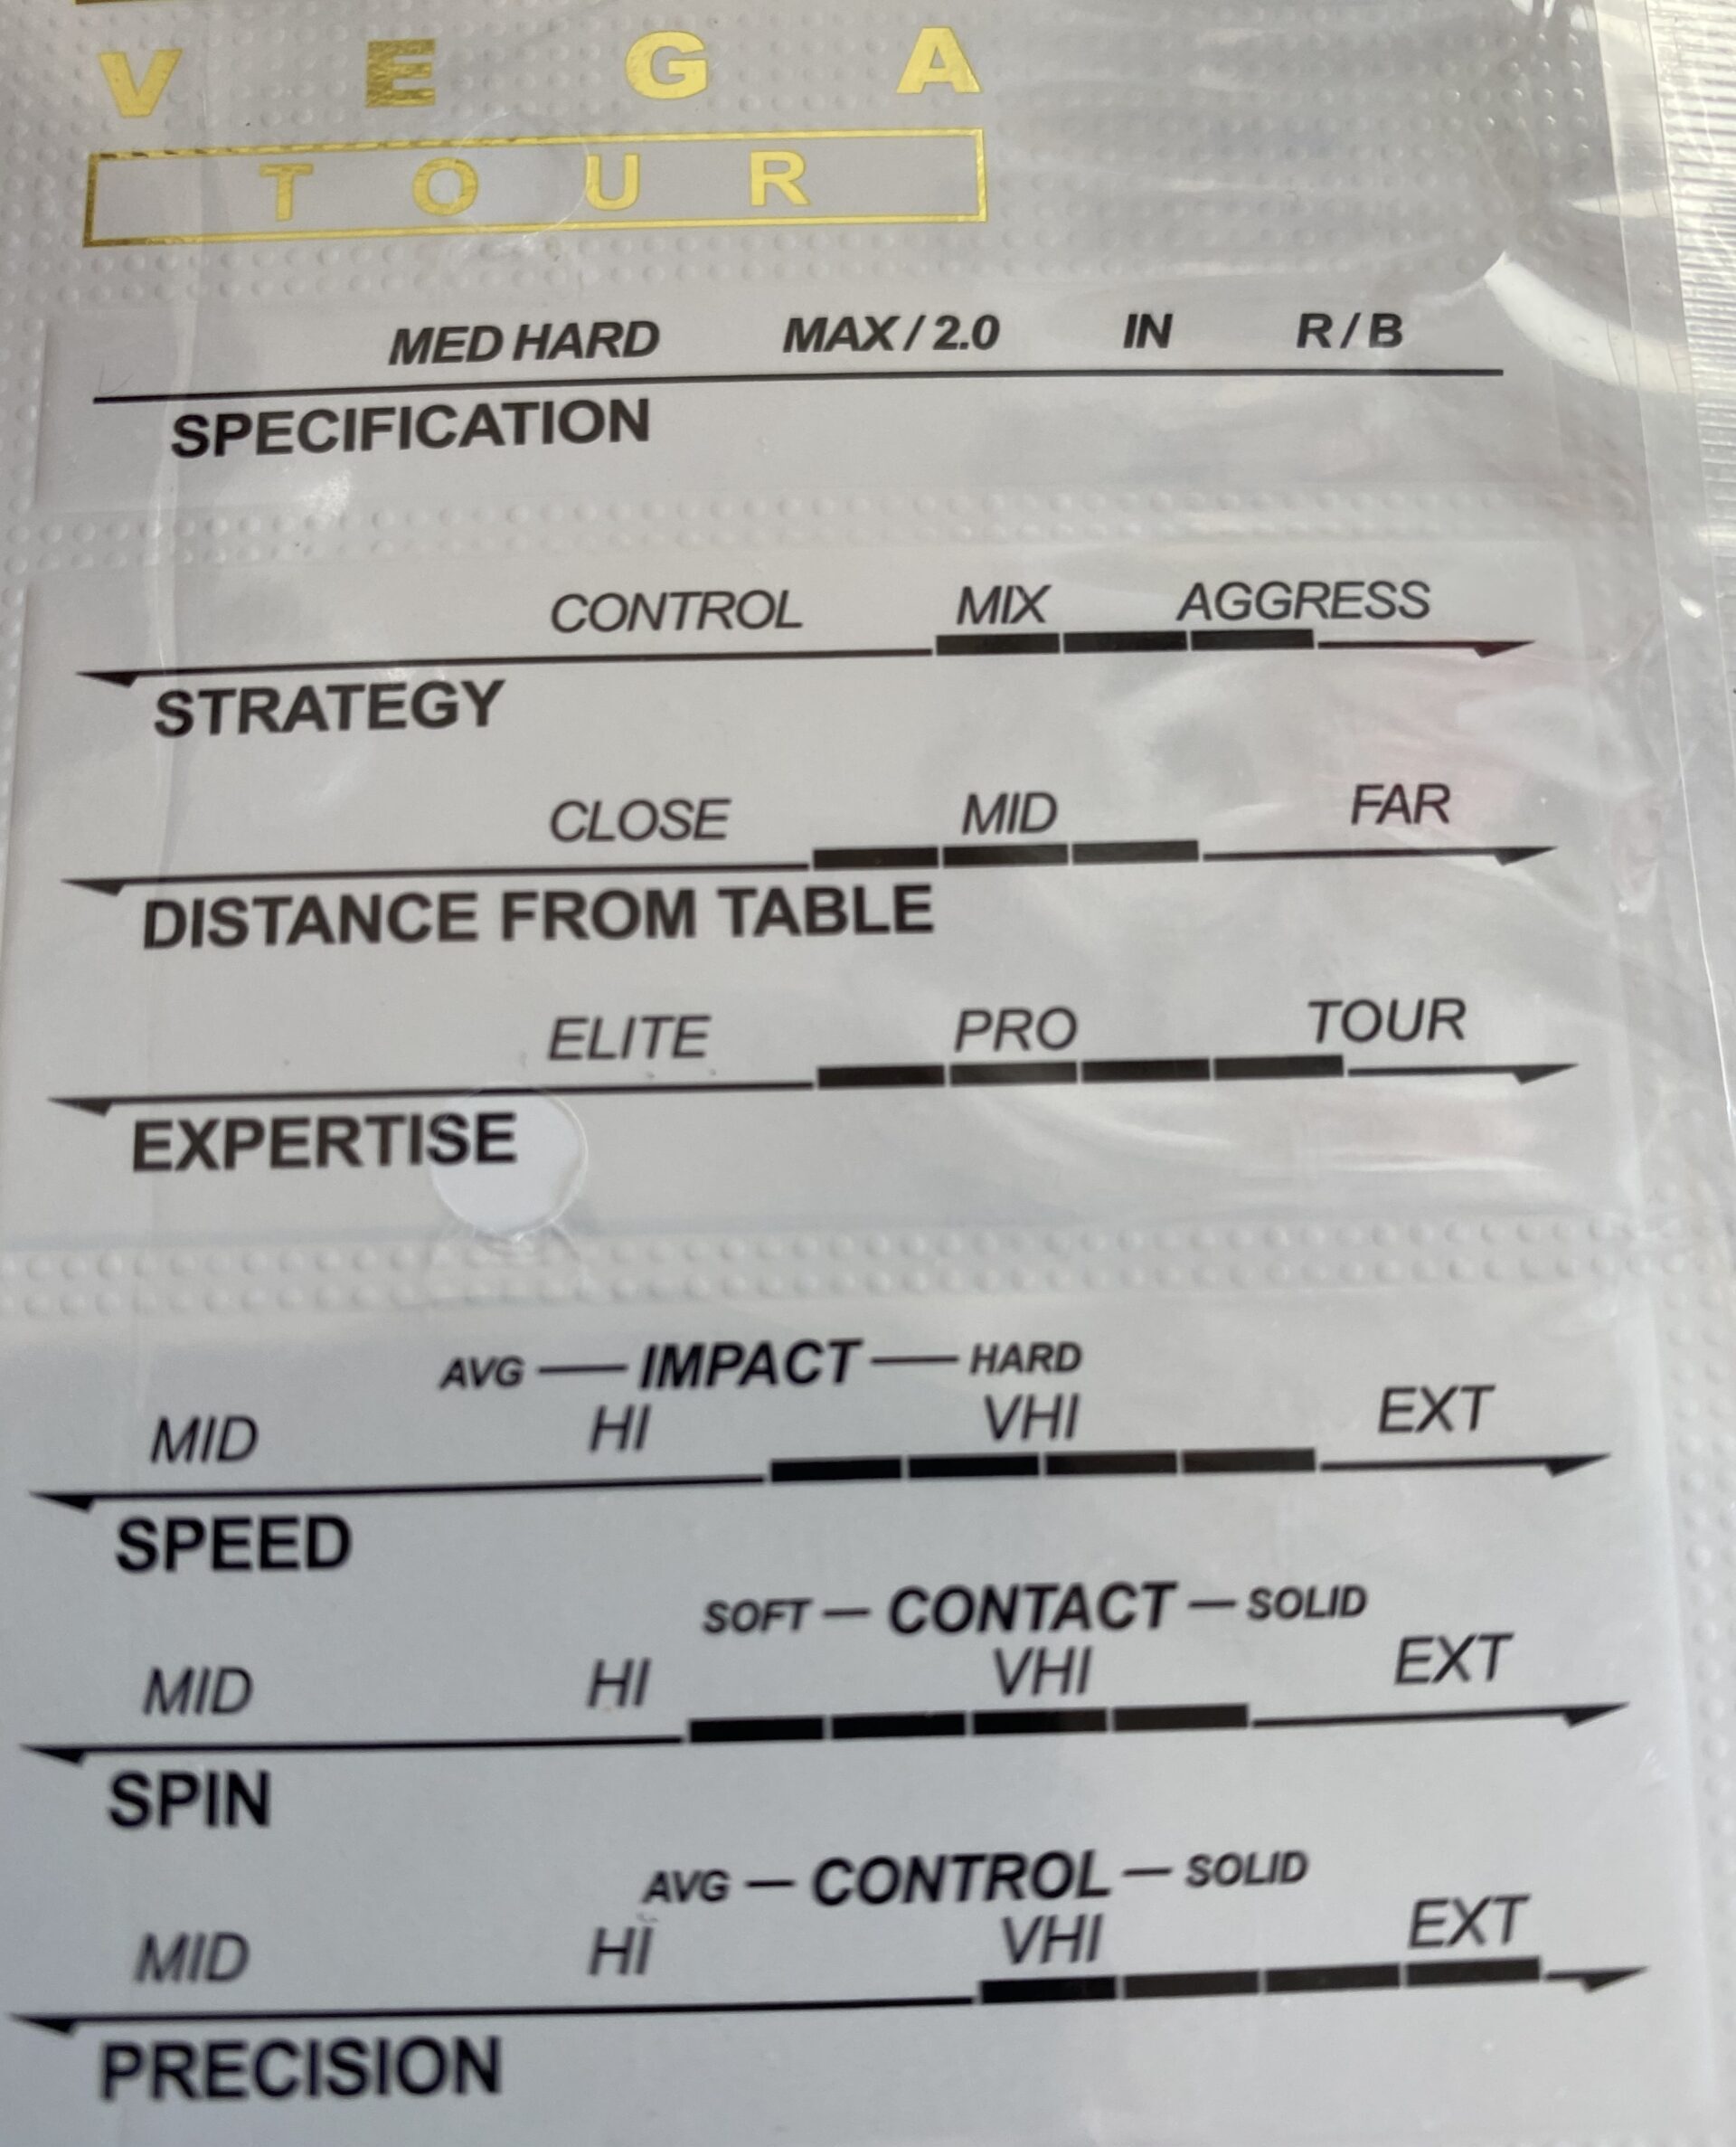 VEGA
TOUR
MED HARD MAX / 2.0 IN R / B
SPECIFICATION
CONTROL MIX AGGRESS
STRATEGY
CLOSE MID FAR
DISTANCE FROM TABLE
ELITE PRO TOUR
EXPERTISE
AVG — IMPACT — HARD
MID HI VHI EXT
SPEED
SOFT — CONTACT — SOLID
MID HI VHI EXT
SPIN
AVG — CONTROL — SOLID
MID HI VHI EXT
PRECISION